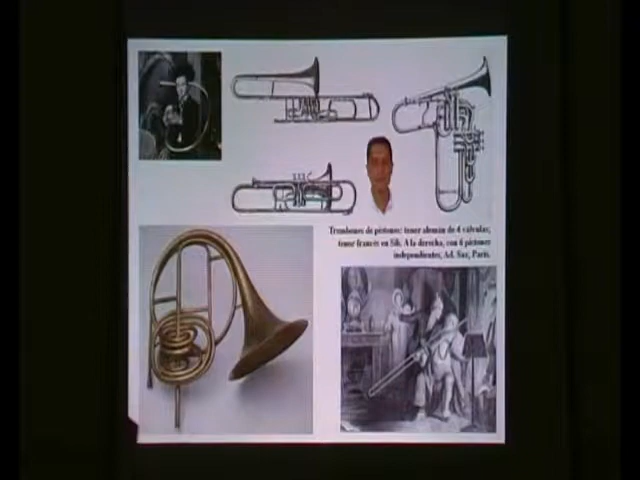 Trombones de pistones: tenor alemán de 4 válvulas,
tenor francés en Sib. A la derecha, con 6 pistones
independientes, Ad. Sax, París.